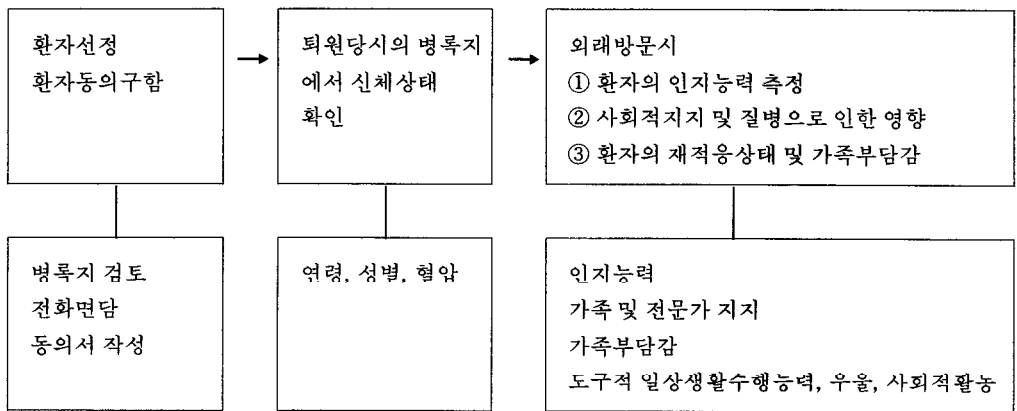 환자선정
환자동의구함
퇴원당시의 병록지
에서 신체상태
확인
외래방문시
① 환자의 인지능력 측정
② 사회적지지 및 질병으로 인한 영향
③ 환자의 재적응상태 및 가족부담감
병록지 검토
전화면담
동의서 작성
연령, 성별, 혈압
인지능력
가족 및 전문가 지지
가족부담감
도구적 일상생활수행능력, 우울, 사회적활동